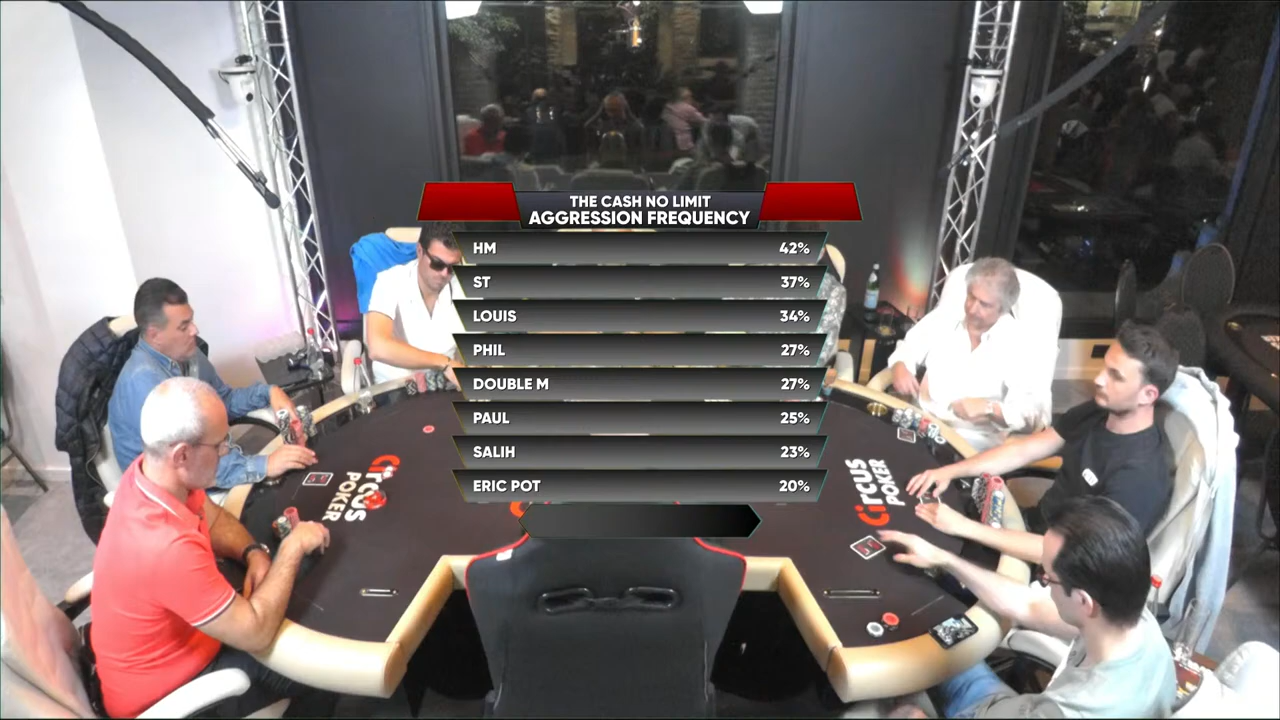 THE CASH NO LIMIT
AGGRESSION FREQUENCY
HM 42%
ST 37%
LOUIS 34%
PHIL 27%
DOUBLE M 27%
PAUL 25%
SALIH 23%
ERIC POT 20%
CIRCUS
POKER
CIRCUS
POKER